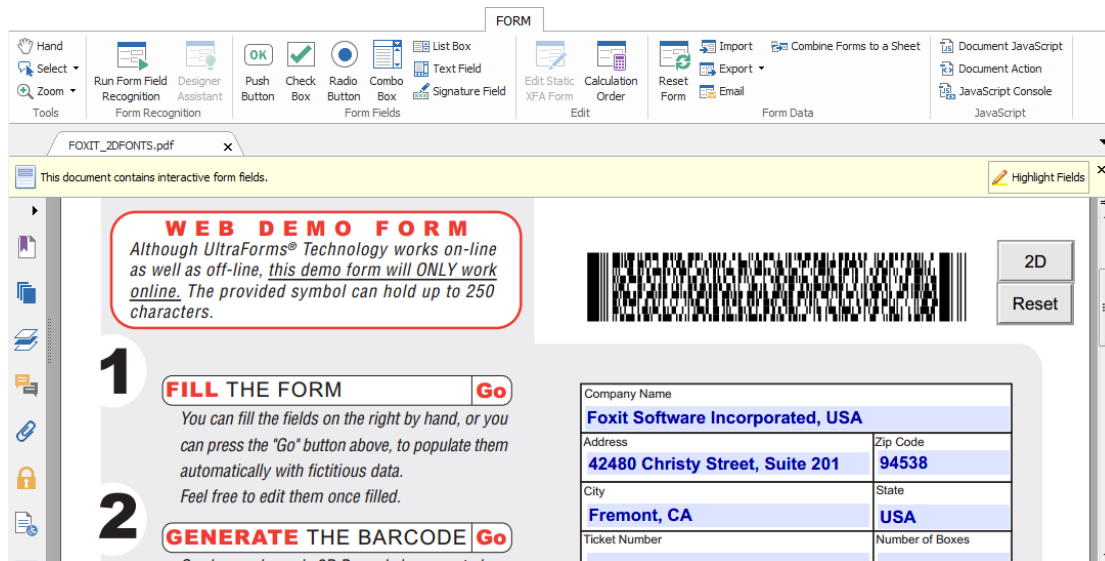 FORM
Hand
Select
Zoom
Tools
Run Form Field
Recognition
Designer
Assistant
Form Recognition
OK
Push
Button
Check
Box
Radio
Button
Combo
Box
List Box
Text Field
Signature Field
Form Fields
Edit Static
XFA Form
Calculation
Order
Edit
Reset
Form
Import
Export
Email
Combine Forms to a Sheet
Form Data
Document JavaScript
Document Action
JavaScript Console
JavaScript
FOXIT_2DFONTS.pdf x
This document contains interactive form fields.
Highlight Fields
WEB DEMO FORM
Although UltraForms® Technology works on-line
as well as off-line, this demo form will ONLY work
online. The provided symbol can hold up to 250
characters.
2D
Reset
1
FILL THE FORM Go
You can fill the fields on the right by hand, or you
can press the "Go" button above, to populate them
automatically with fictitious data.
Feel free to edit them once filled.
2
GENERATE THE BARCODE Go
Company Name
Foxit Software Incorporated, USA
Address
42480 Christy Street, Suite 201
Zip Code
94538
City
Fremont, CA
State
USA
Ticket Number
Number of Boxes